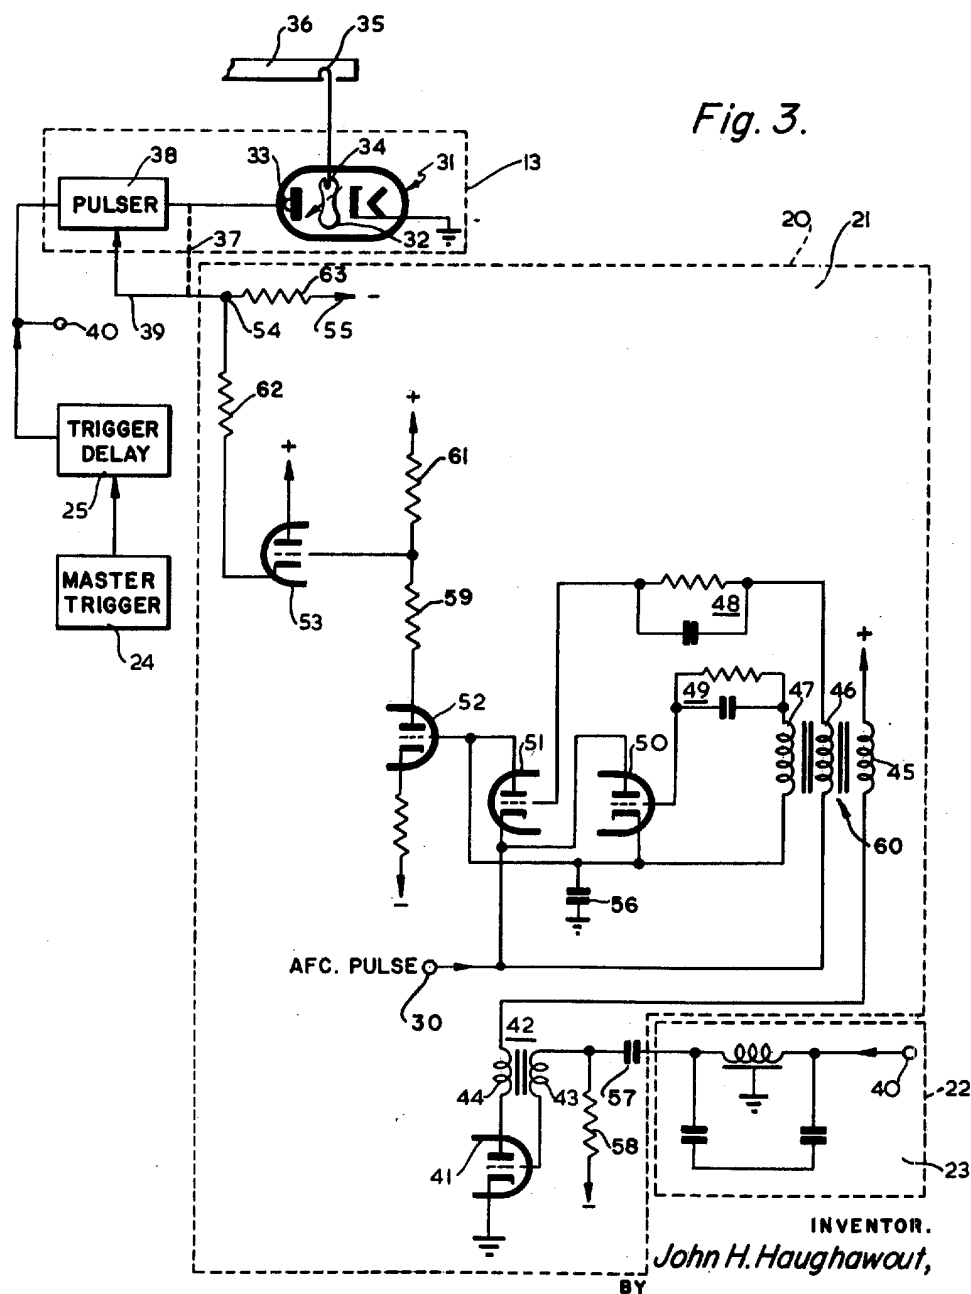 36 35
Fig. 3.
38 33 34 31 13
PULSER
32
37
20 21
63
54 55 -
40 39
62
+
TRIGGER
DELAY
+
61
25
MASTER
TRIGGER
53
59
48
+
24
52
49 47 46
51 50
45
60
-
56
AFC. PULSE
30
42
44 43 57 40 22
58
41
23
-
INVENTOR.
John H. Haughawout,
BY